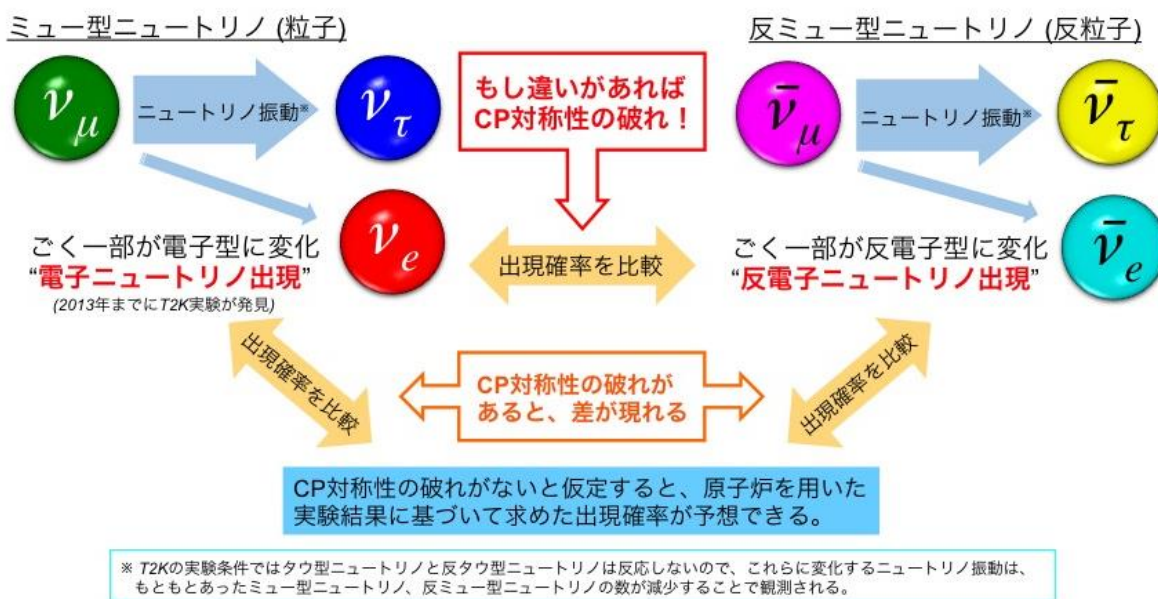 ミュー型ニュートリノ (粒子)
ν_μ
ニュートリノ振動※
ν_τ
ν_e
ごく一部が電子型に変化
“電子ニュートリノ出現”
(2013年までにT2K実験が発見)
もし違いがあれば
CP対称性の破れ！
出現確率を比較
反ミュー型ニュートリノ (反粒子)
ν̄_μ
ニュートリノ振動※
ν̄_τ
ν̄_e
ごく一部が反電子型に変化
“反電子ニュートリノ出現”
出現確率を比較
CP対称性の破れが
あると、差が現れる
出現確率を比較
CP対称性の破れがないと仮定すると、原子炉を用いた
実験結果に基づいて求めた出現確率が予想できる。
※ T2Kの実験条件ではタウ型ニュートリノと反タウ型ニュートリノは反応しないので、これらに変化するニュートリノ振動は、
もともとあったミュー型ニュートリノ、反ミュー型ニュートリノの数が減少することで観測される。